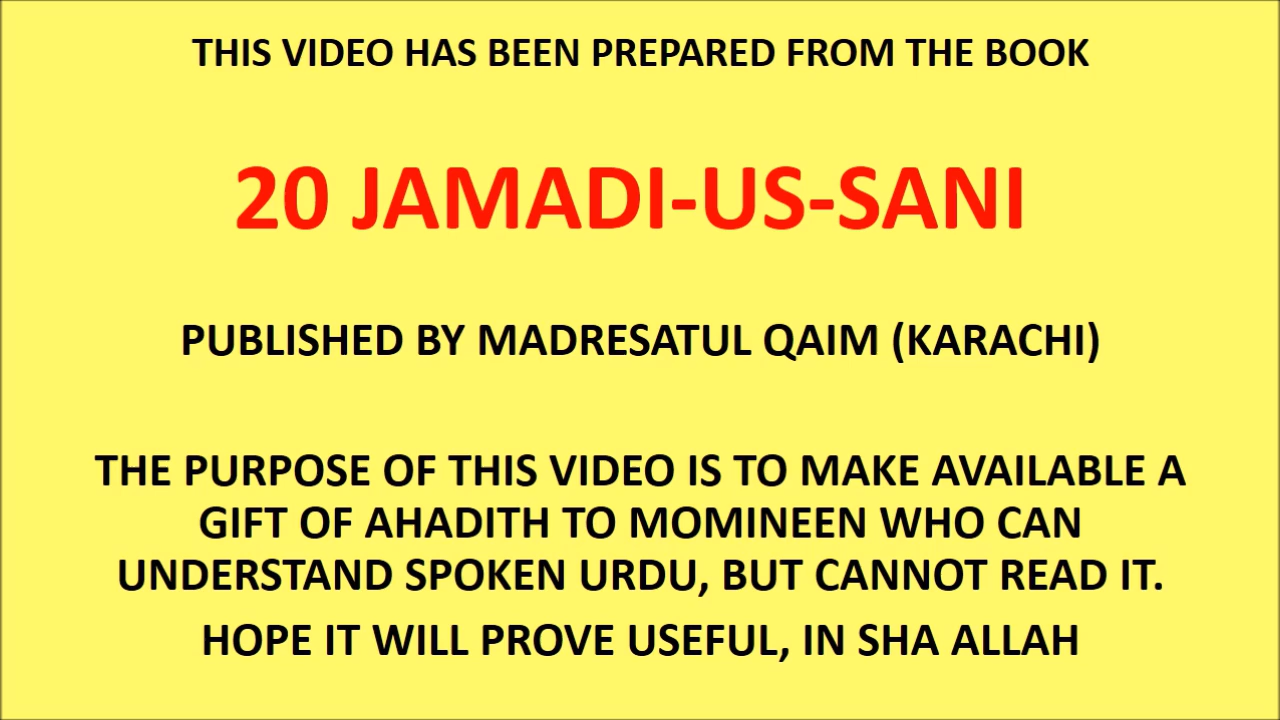 THIS VIDEO HAS BEEN PREPARED FROM THE BOOK
20 JAMADI-US-SANI
PUBLISHED BY MADRESATUL QAIM (KARACHI)
THE PURPOSE OF THIS VIDEO IS TO MAKE AVAILABLE A
GIFT OF AHADITH TO MOMINEEN WHO CAN
UNDERSTAND SPOKEN URDU, BUT CANNOT READ IT.
HOPE IT WILL PROVE USEFUL, IN SHA ALLAH